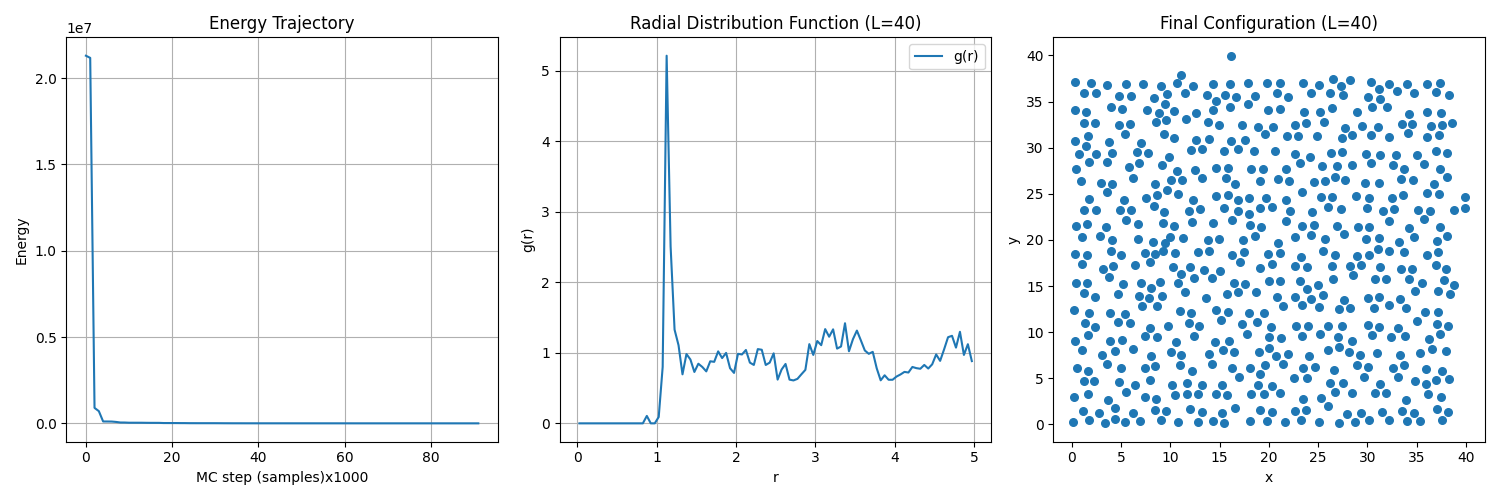 Energy Trajectory
1e7
2.0
1.5
1.0
0.5
0.0
Energy
0 20 40 60 80
MC step (samples)x1000
Radial Distribution Function (L=40)
g(r)
5
4
3
2
1
0
g(r)
0 1 2 3 4 5
r
Final Configuration (L=40)
40
35
30
25
20
15
10
5
0
y
0 5 10 15 20 25 30 35 40
x